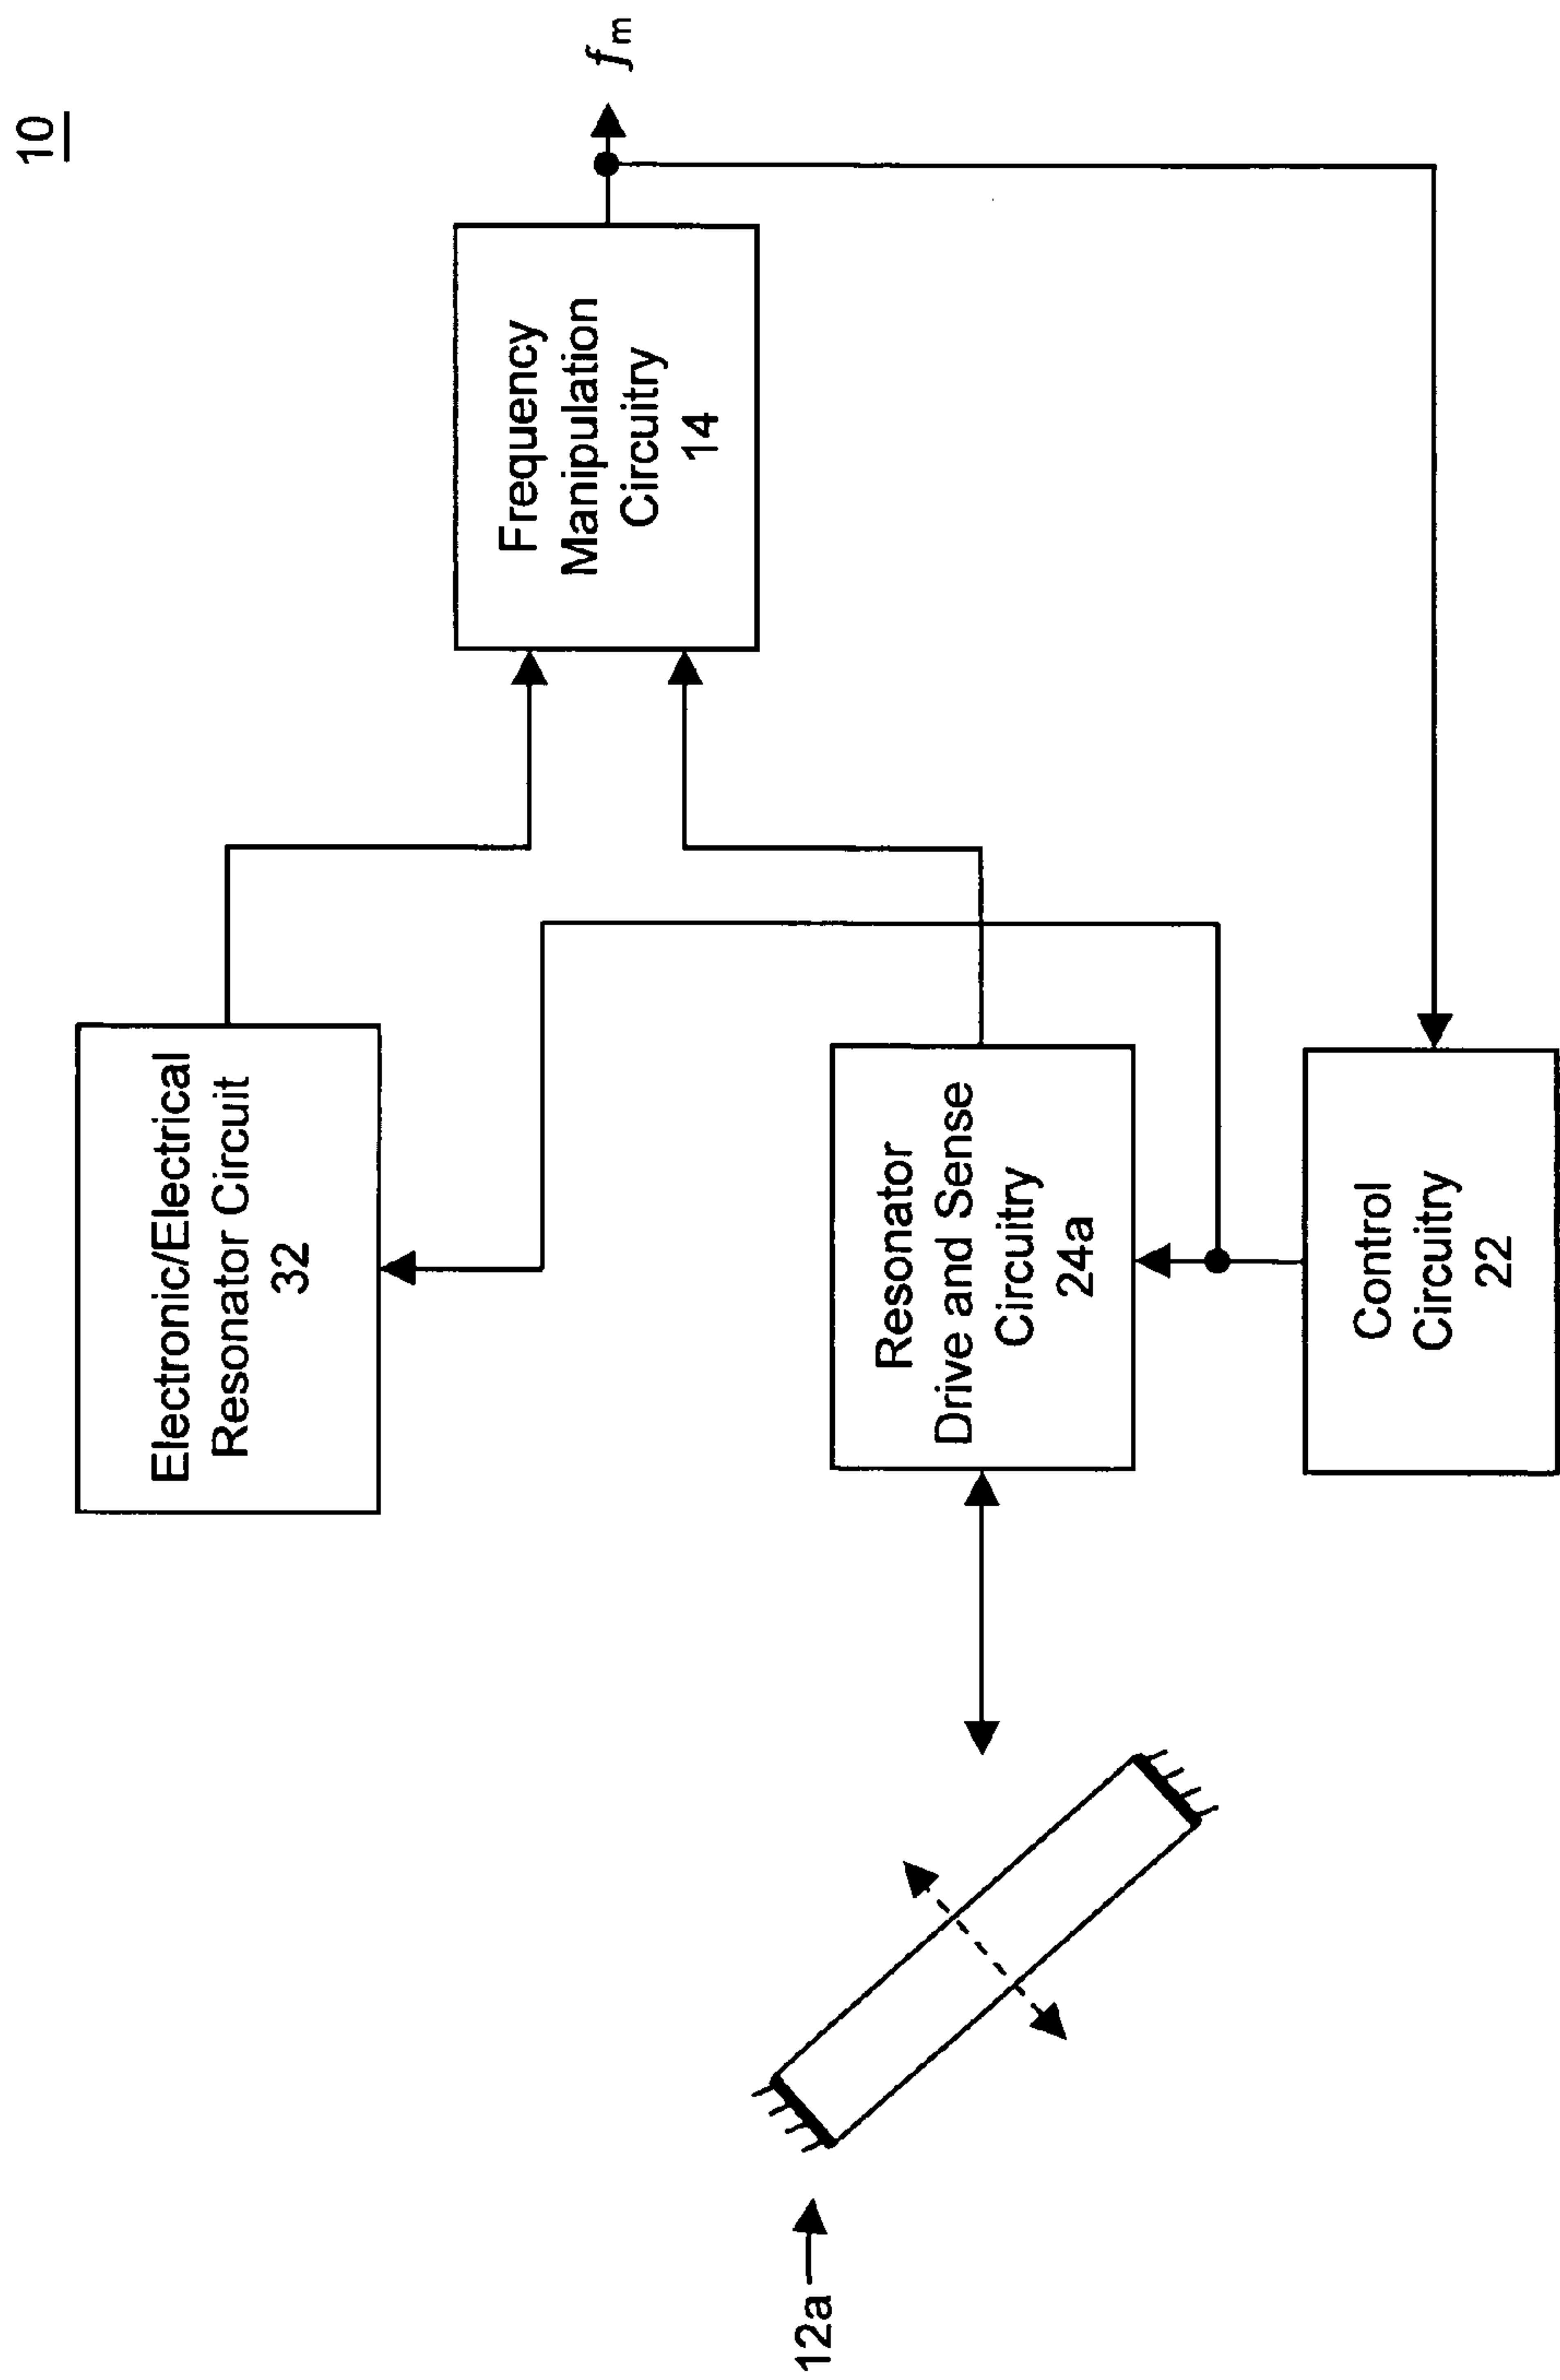 10
Electronic/Electrical
Resonator Circuit
32
Frequency
Manipulation
Circuitry
14
fm
12a
Resonator
Drive and Sense
Circuitry
24a
Control
Circuitry
22